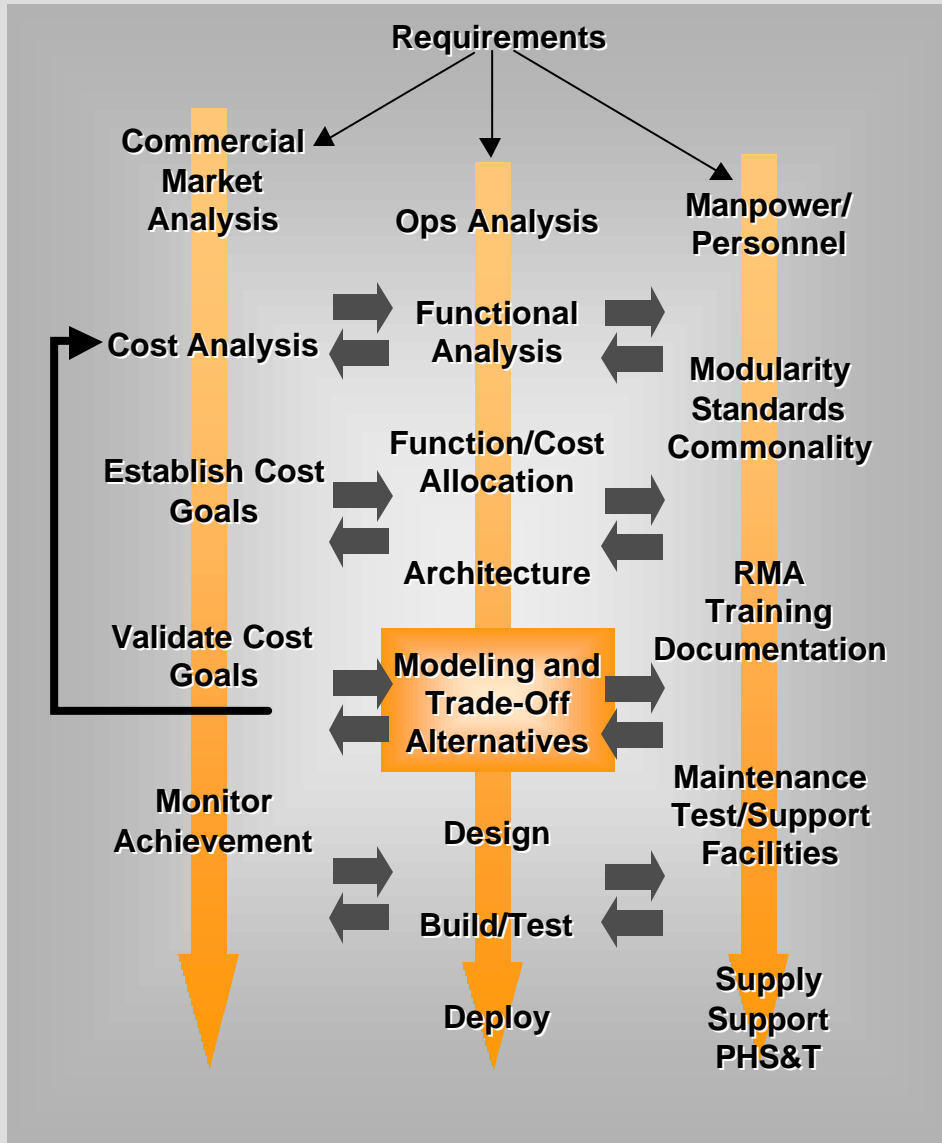 Requirements
Commercial
Market
Analysis
Ops Analysis
Manpower/
Personnel
Cost Analysis
Functional
Analysis
Modularity
Standards
Commonality
Establish Cost
Goals
Function/Cost
Allocation
Architecture
RMA
Training
Documentation
Validate Cost
Goals
Modeling and
Trade-Off
Alternatives
Monitor
Achievement
Design
Maintenance
Test/Support
Facilities
Build/Test
Deploy
Supply
Support
PHS&T